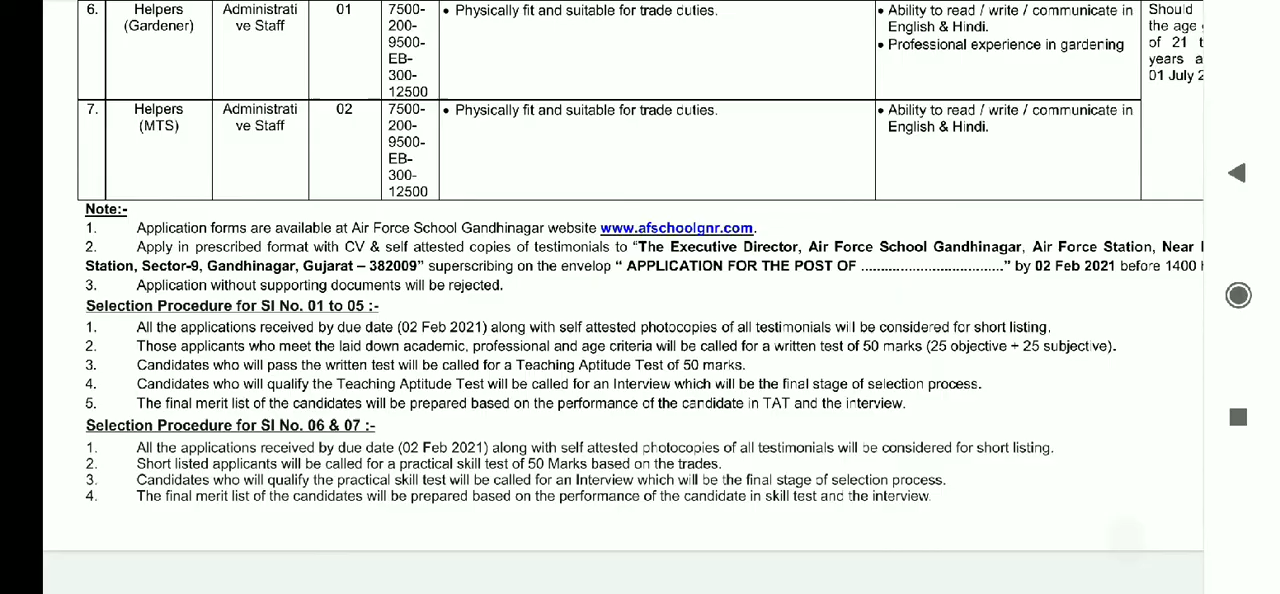 6. Helpers (Gardener) Administrati ve Staff 01 7500-200-9500-EB-300-12500 • Physically fit and suitable for trade duties. • Ability to read / write / communicate in English & Hindi. • Professional experience in gardening
Should
the age
of 21 t
years a
01 July 2
7. Helpers (MTS) Administrati ve Staff 02 7500-200-9500-EB-300-12500 • Physically fit and suitable for trade duties. • Ability to read / write / communicate in English & Hindi.
Note:-
1. Application forms are available at Air Force School Gandhinagar website www.afschoolgnr.com.
2. Apply in prescribed format with CV & self attested copies of testimonials to “The Executive Director, Air Force School Gandhinagar, Air Force Station, Near
Station, Sector-9, Gandhinagar, Gujarat – 382009” superscribing on the envelop “ APPLICATION FOR THE POST OF ..................................” by 02 Feb 2021 before 1400
3. Application without supporting documents will be rejected.
Selection Procedure for Sl No. 01 to 05 :-
1. All the applications received by due date (02 Feb 2021) along with self attested photocopies of all testimonials will be considered for short listing.
2. Those applicants who meet the laid down academic, professional and age criteria will be called for a written test of 50 marks (25 objective + 25 subjective).
3. Candidates who will pass the written test will be called for a Teaching Aptitude Test of 50 marks.
4. Candidates who will qualify the Teaching Aptitude Test will be called for an Interview which will be the final stage of selection process.
5. The final merit list of the candidates will be prepared based on the performance of the candidate in TAT and the interview.
Selection Procedure for Sl No. 06 & 07 :-
1. All the applications received by due date (02 Feb 2021) along with self attested photocopies of all testimonials will be considered for short listing.
2. Short listed applicants will be called for a practical skill test of 50 Marks based on the trades.
3. Candidates who will qualify the practical skill test will be called for an Interview which will be the final stage of selection process.
4. The final merit list of the candidates will be prepared based on the performance of the candidate in skill test and the interview.